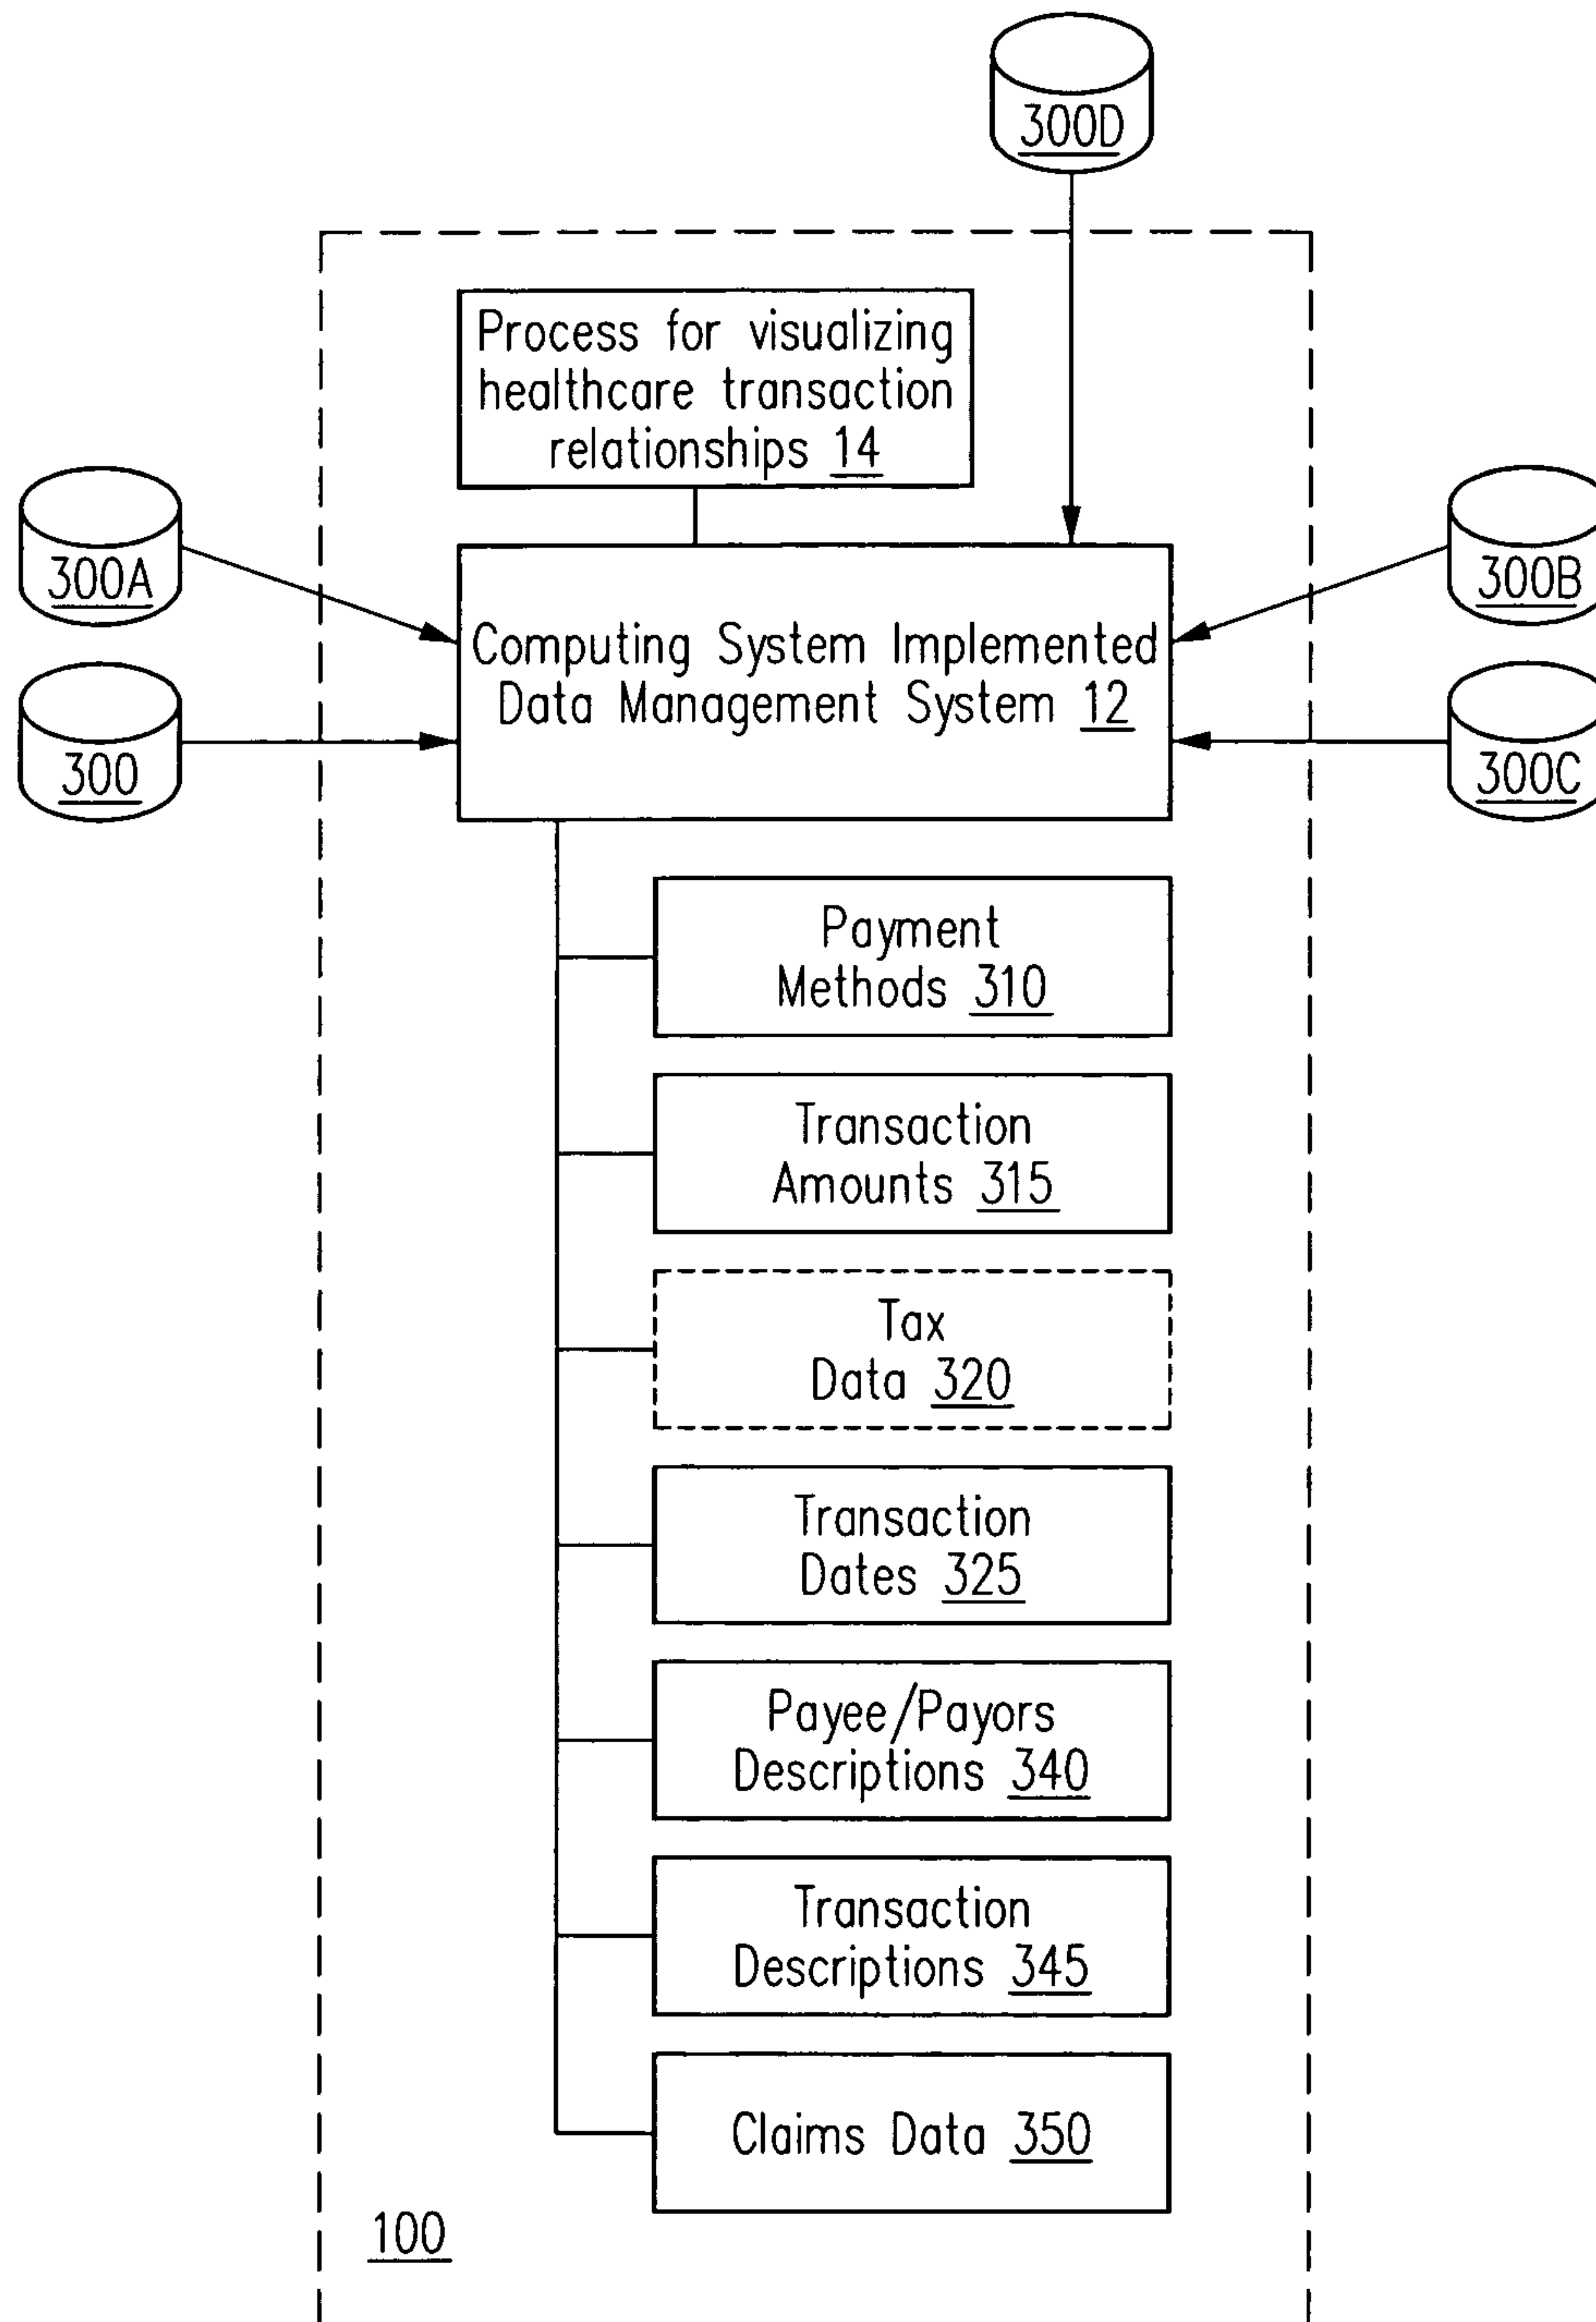 300D
Process for visualizing
healthcare transaction
relationships 14
300A
300B
Computing System Implemented
Data Management System 12
300
300C
Payment
Methods 310
Transaction
Amounts 315
Tax
Data 320
Transaction
Dates 325
Payee/Payors
Descriptions 340
Transaction
Descriptions 345
Claims Data 350
100